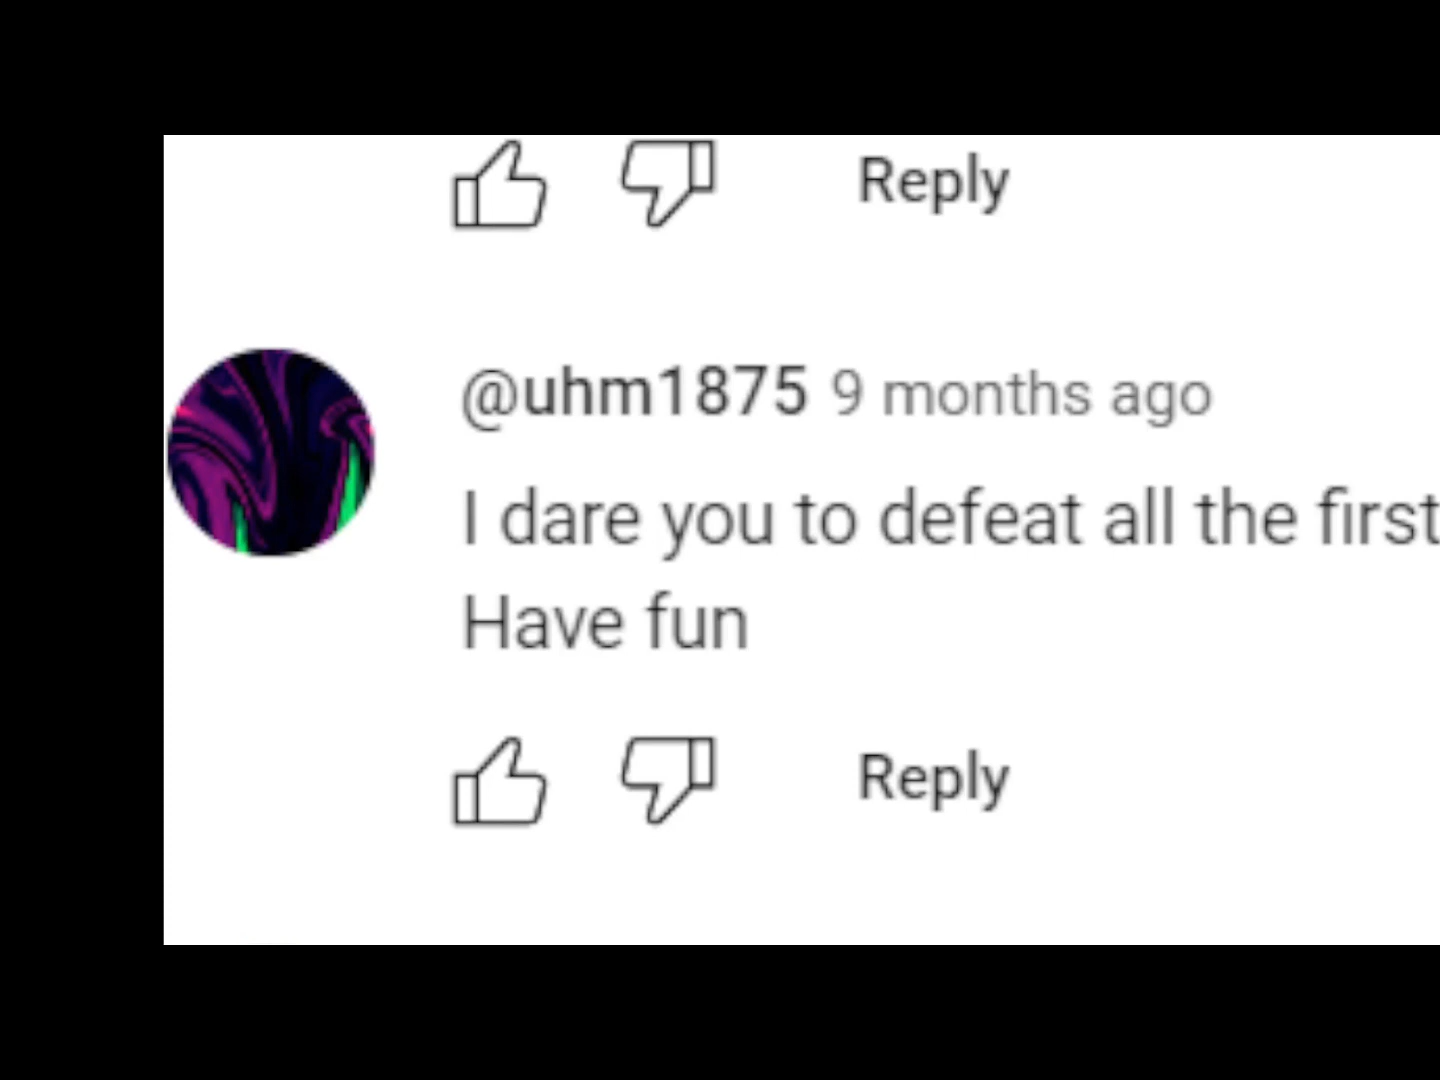 Reply
@uhm1875 9 months ago
I dare you to defeat all the first
Have fun
Reply